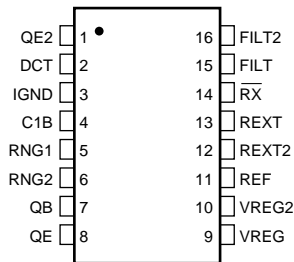 QE2 1 16 FILT2
DCT 2 15 FILT
IGND 3 14 R̅X̅
C1B 4 13 REXT
RNG1 5 12 REXT2
RNG2 6 11 REF
QB 7 10 VREG2
QE 8 9 VREG